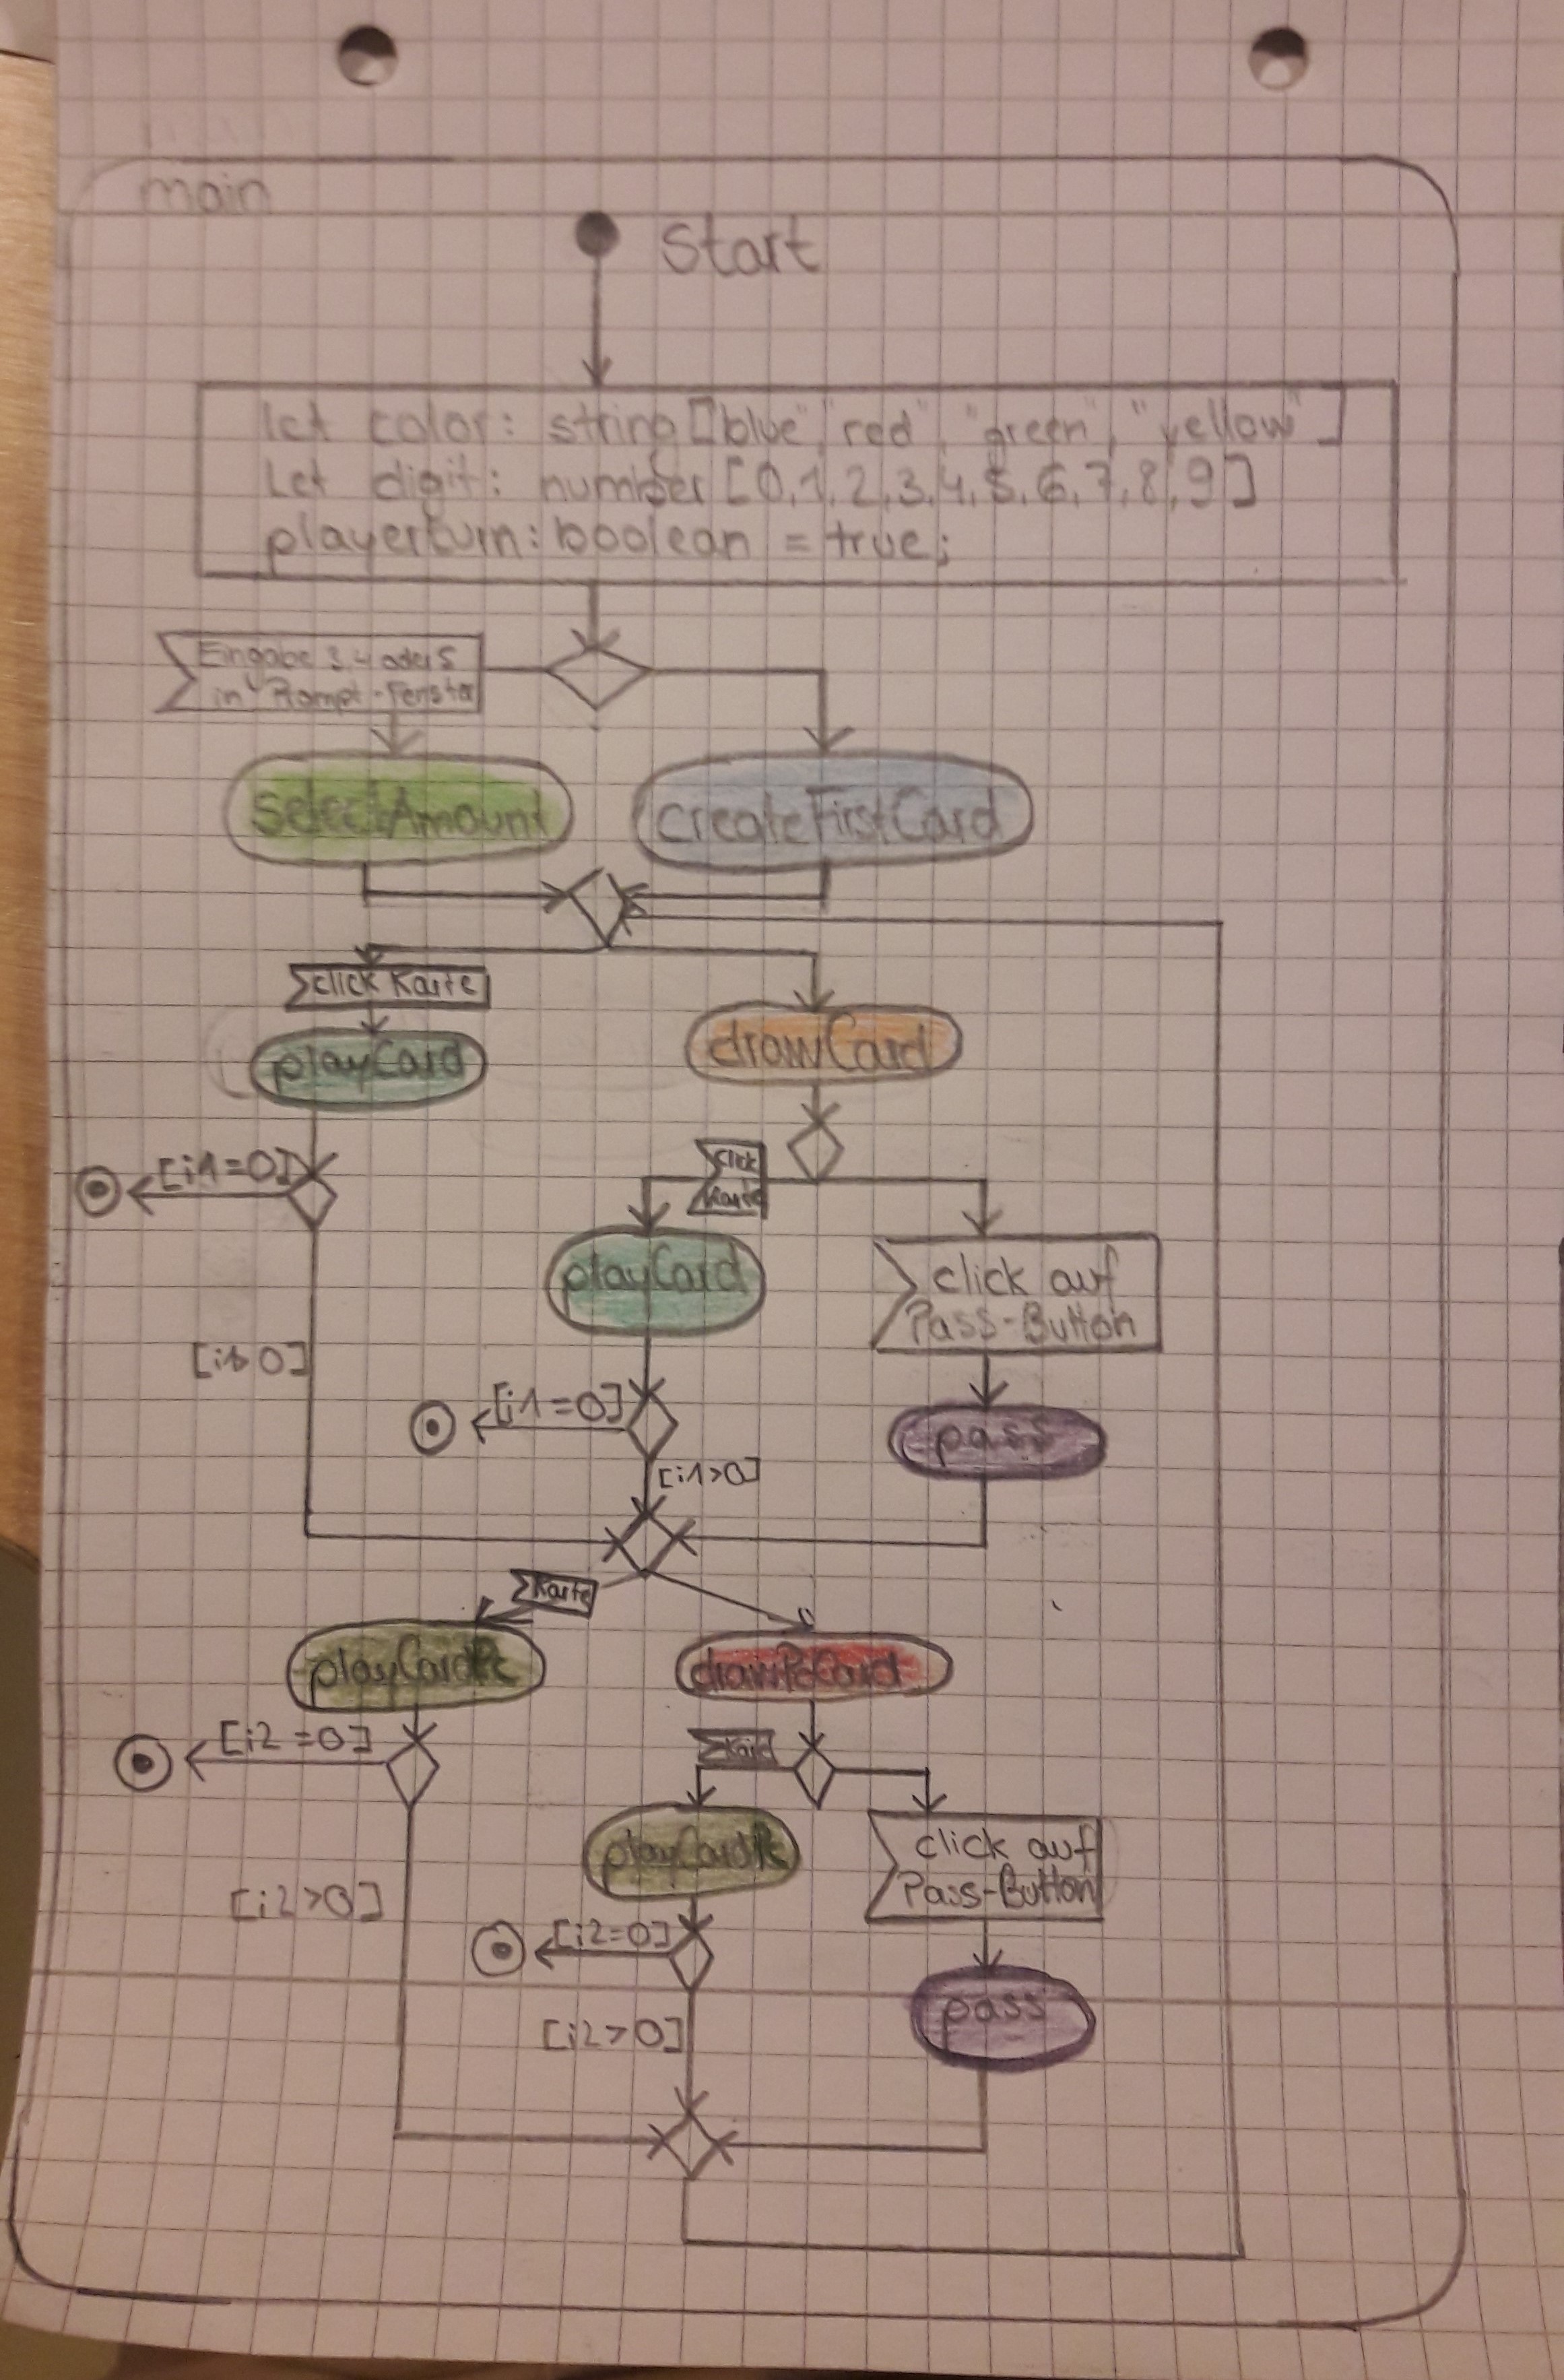 main
Start
let color: string ["blue", "red", "green", "yellow"]
Let digit: number [0,1,2,3,4,5,6,7,8,9]
playerturn: boolean = true;
Eingabe 3,4 oder 5
in Prompt-Fenster
selectAmount
createFirstCard
click Karte
playCard
drawCard
[i1=0]
click
Karte
playCard
click auf
Pass-Button
[i1>0]
[i1=0]
pass
[i1>0]
Karte
playCardPc
drawPcCard
[i2=0]
Karte
playCardPc
click auf
Pass-Button
[i2>0]
[i2=0]
pass
[i2>0]